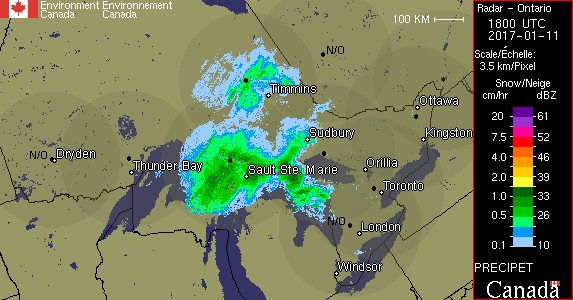 Environment Environnement
Canada Canada
100 KM
N/O
Timmins
Ottawa
Sudbury
Kingston
N/O
Dryden
Thunder Bay
Sault Ste. Marie
Orillia
Toronto
N/O
London
Windsor
Radar - Ontario
1800 UTC
2017-01-11
Scale/Échelle:
3.5 km/Pixel
Snow/Neige
cm/hr dBZ
20 61
7.5 57
7.5 52
4.0 46
2.0 39
1.0 33
0.5 26
0.1 10
PRECIPET
Canada